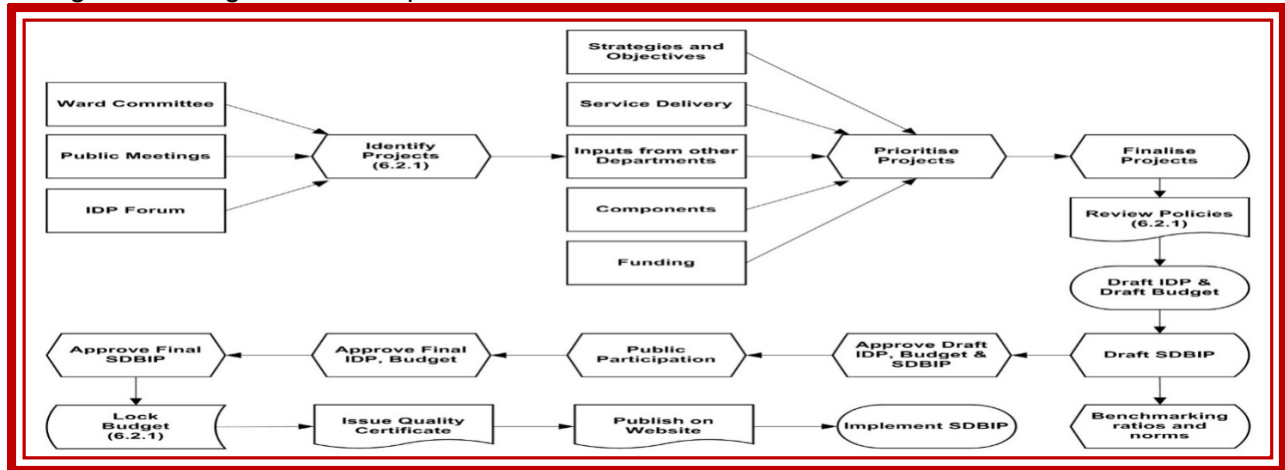 Strategies and
Objectives
Ward Committee
Service Delivery
Public Meetings
Identify
Projects
(6.2.1)
Inputs from other
Departments
Prioritise
Projects
Finalise
Projects
IDP Forum
Components
Review Policies
(6.2.1)
Funding
Draft IDP &
Draft Budget
Approve Final
SDBIP
Approve Final
IDP, Budget
Public
Participation
Approve Draft
IDP, Budget &
SDBIP
Draft SDBIP
Lock
Budget
(6.2.1)
Issue Quality
Certificate
Publish on
Website
Implement SDBIP
Benchmarking
ratios and
norms